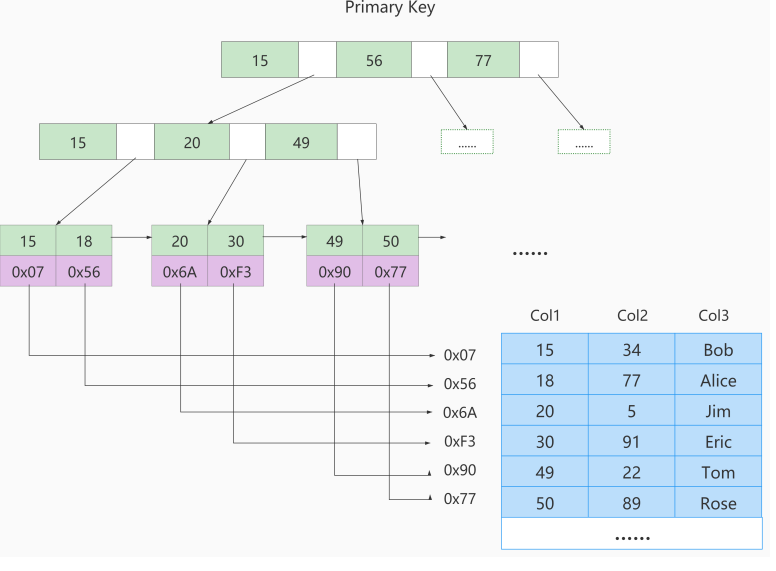 Primary Key
15 56 77
15 20 49
...... ......
15 18 20 30 49 50
0x07 0x56 0x6A 0xF3 0x90 0x77
......
Col1 Col2 Col3
0x07 15 34 Bob
0x56 18 77 Alice
0x6A 20 5 Jim
0xF3 30 91 Eric
0x90 49 22 Tom
0x77 50 89 Rose
......